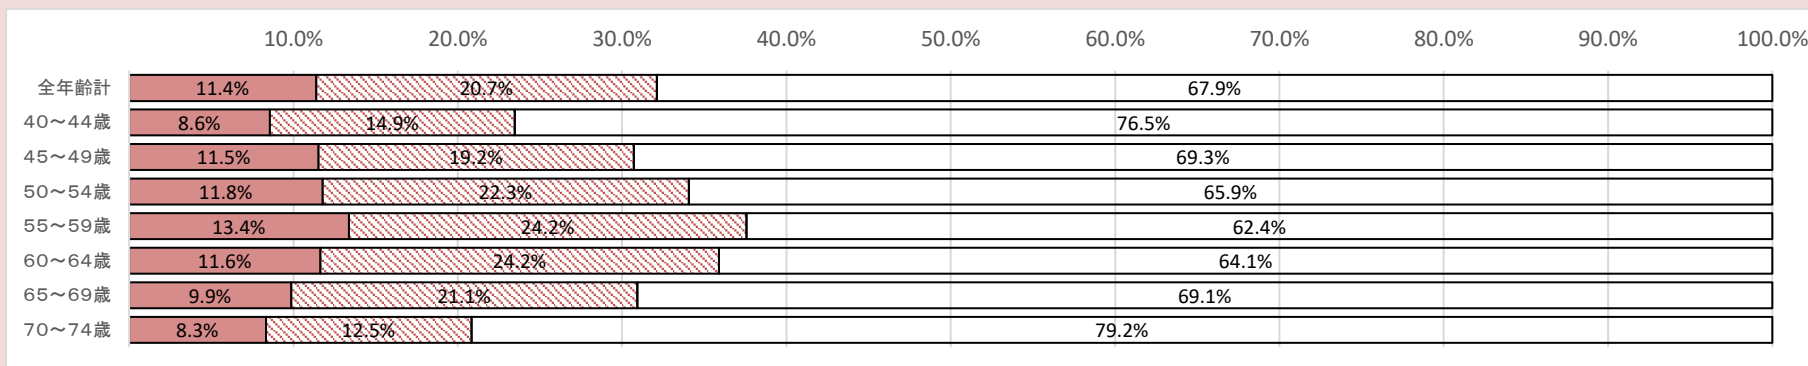 10.0% 20.0% 30.0% 40.0% 50.0% 60.0% 70.0% 80.0% 90.0% 100.0%
全年齢計 11.4% 20.7% 67.9%
40～44歳 8.6% 14.9% 76.5%
45～49歳 11.5% 19.2% 69.3%
50～54歳 11.8% 22.3% 65.9%
55～59歳 13.4% 24.2% 62.4%
60～64歳 11.6% 24.2% 64.1%
65～69歳 9.9% 21.1% 69.1%
70～74歳 8.3% 12.5% 79.2%